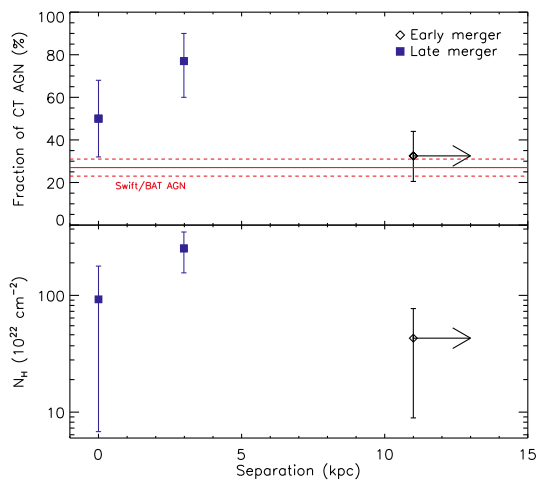 Fraction of CT AGN (%)
100
80
60
40
20
0
Early merger
Late merger
Swift/BAT AGN
N_H (10^22 cm^-2)
100
10
0
5
10
15
Separation (kpc)